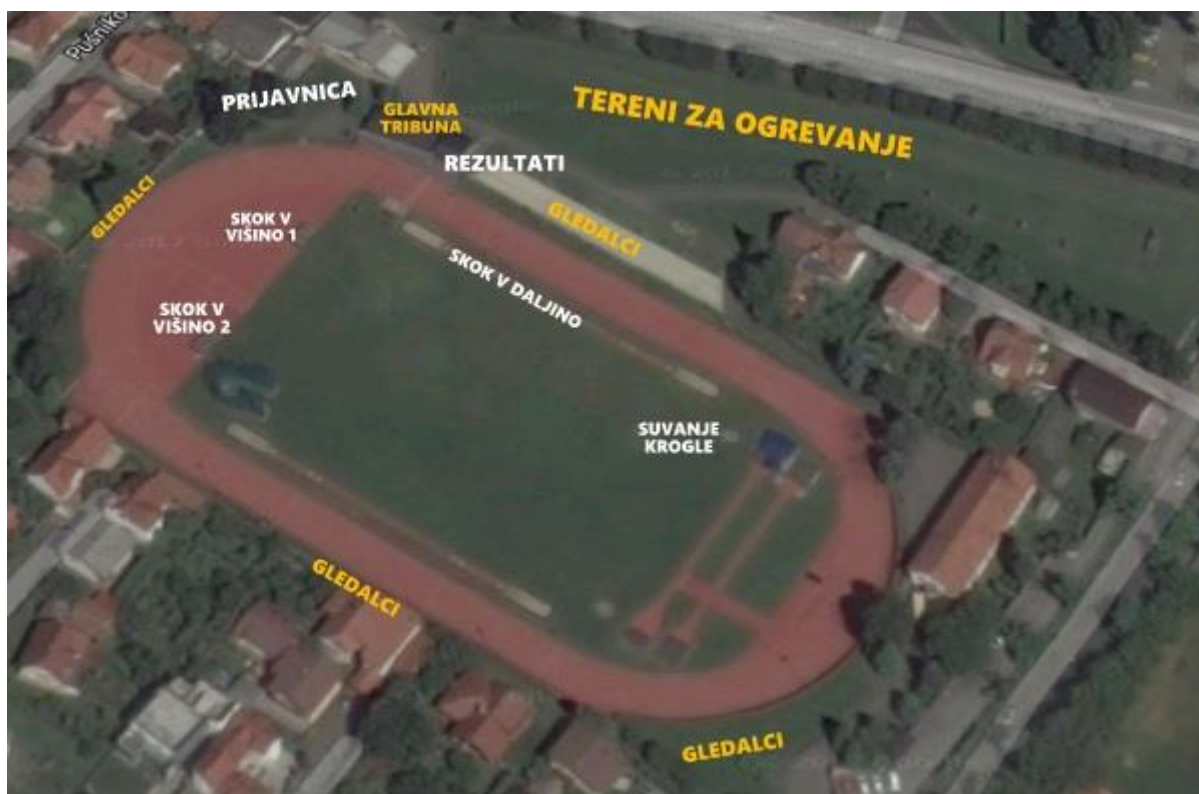 Pušniko
PRIJAVNICA
GLAVNA
TRIBUNA
TERENI ZA OGREVANJE
REZULTATI
GLEDALCI
GLEDALCI
SKOK V
VIŠINO 1
SKOK V DALJINO
SKOK V
VIŠINO 2
SUVANJE
KROGLE
GLEDALCI
GLEDALCI